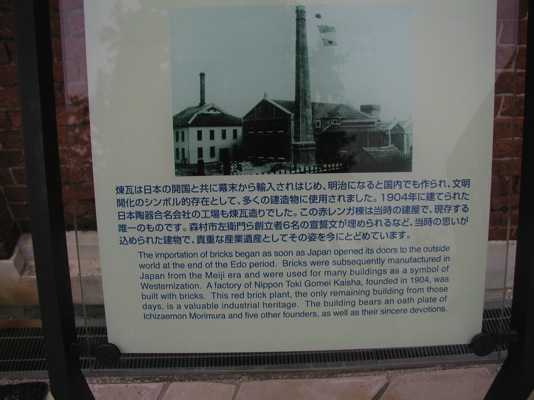 煉瓦は日本の開国と共に幕末から輸入されはじめ、明治になると国内でも作られ、文明
開化のシンボル的存在として、多くの建造物に使用されました。1904年に建てられた
日本陶器合名会社の工場も煉瓦造りでした。この赤レンガ棟は当時の建屋で、現存する
唯一のものです。森村市左衛門ら創立者6名の宣誓文が埋められるなど、当時の思いが
込められた建物で、貴重な産業遺産としてその姿を今にとどめています。
The importation of bricks began as soon as Japan opened its doors to the outside
world at the end of the Edo period. Bricks were subsequently manufactured in
Japan from the Meiji era and were used for many buildings as a symbol of
Westernization. A factory of Nippon Toki Gomei Kaisha, founded in 1904, was
built with bricks. This red brick plant, the only remaining building from those
days, is a valuable industrial heritage. The building bears an oath plate of
Ichizaemon Morimura and five other founders, as well as their sincere devotions.